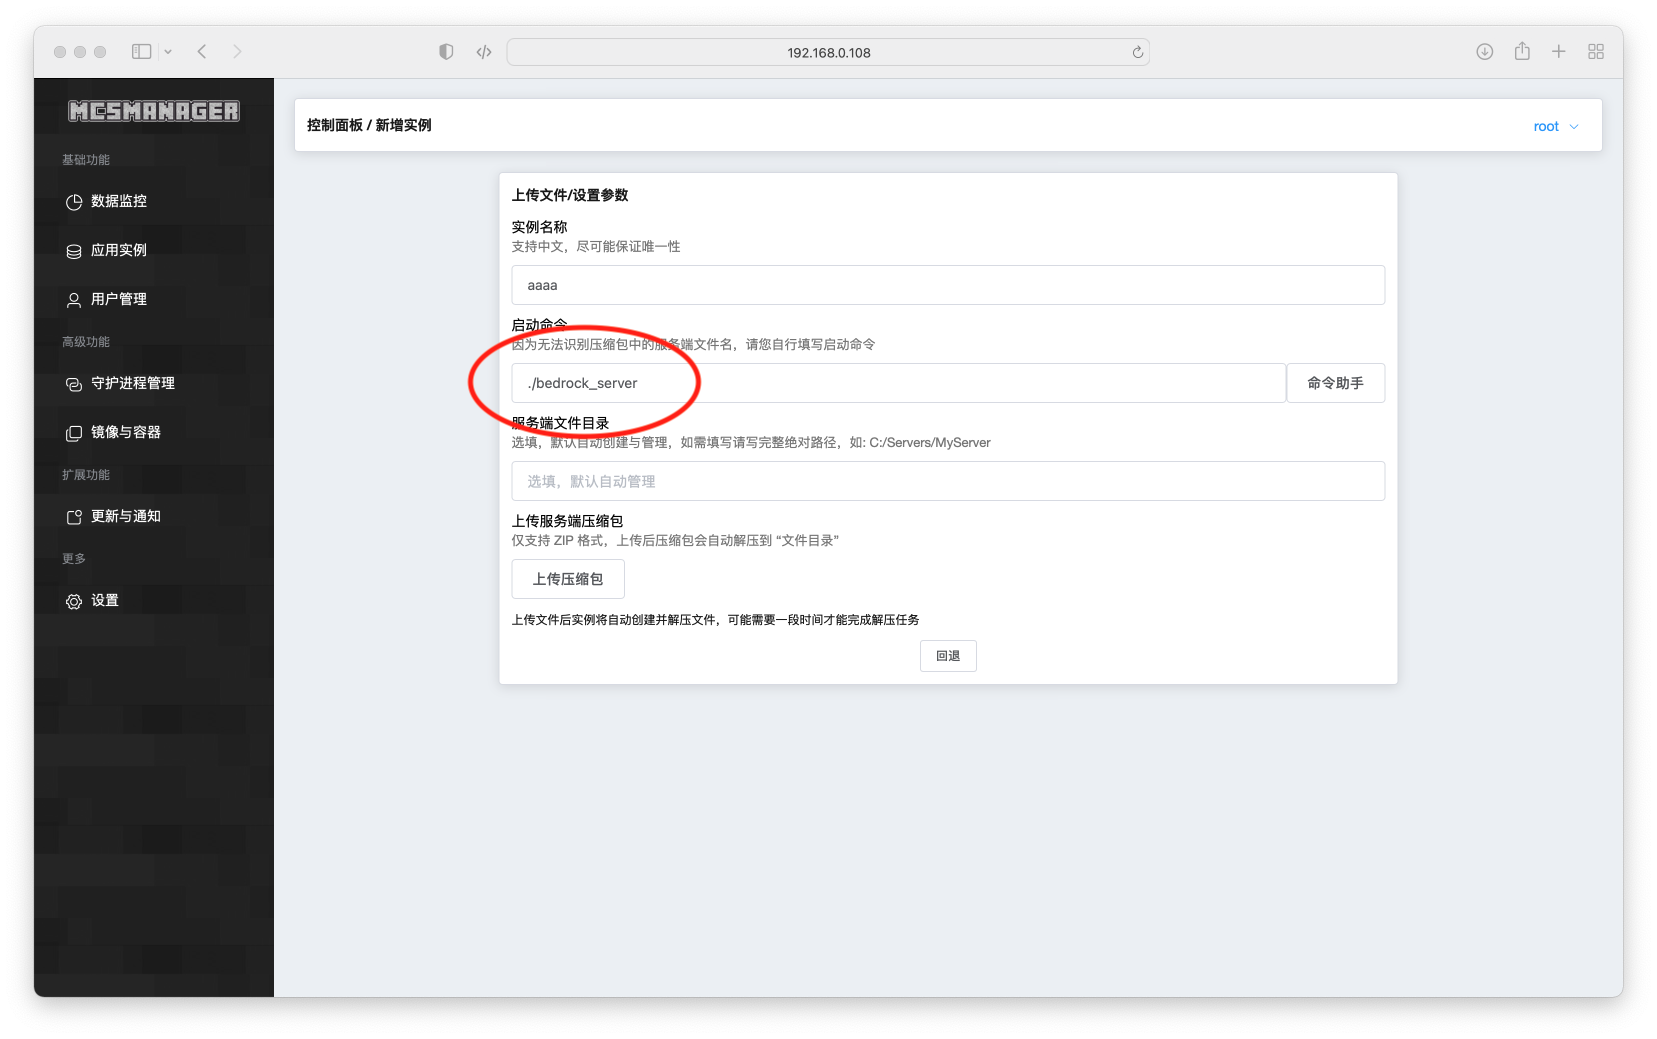 192.168.0.108
MCSMANAGER
基础功能
数据监控
应用实例
用户管理
高级功能
守护进程管理
镜像与容器
扩展功能
更新与通知
更多
设置
控制面板 / 新增实例
root
上传文件/设置参数
实例名称
支持中文，尽可能保证唯一性
aaaa
启动命令
因为无法识别压缩包中的服务端文件名，请您自行填写启动命令
./bedrock_server
命令助手
服务端文件目录
选填，默认自动创建与管理，如需填写请写完整绝对路径，如: C:/Servers/MyServer
选填，默认自动管理
上传服务端压缩包
仅支持 ZIP 格式，上传后压缩包会自动解压到 “文件目录”
上传压缩包
上传文件后实例将自动创建并解压文件，可能需要一段时间才能完成解压任务
回退